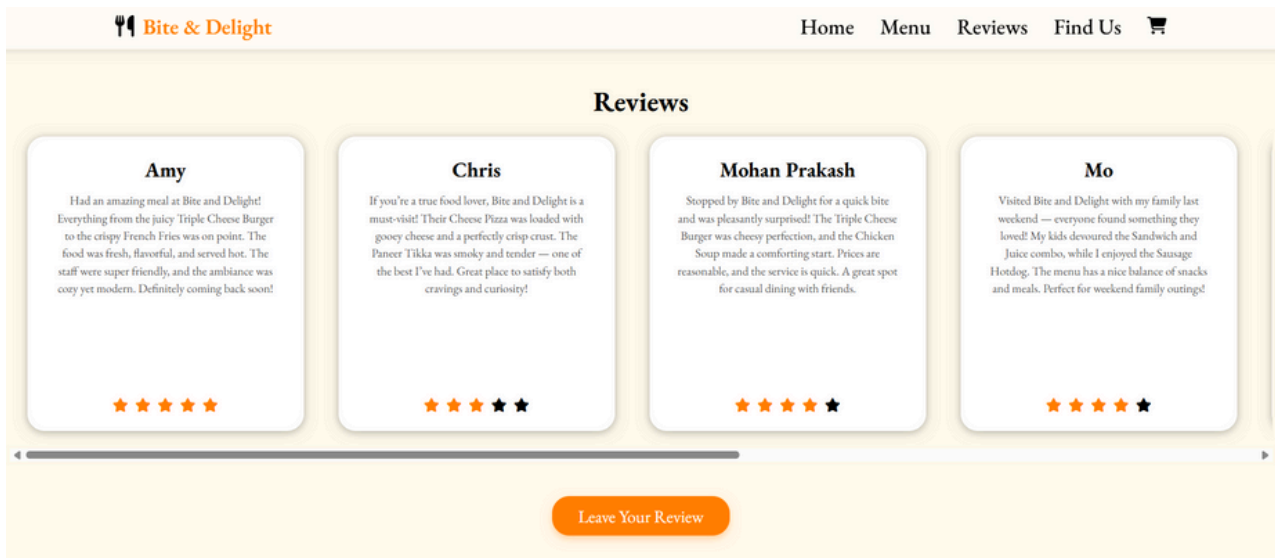 Bite & Delight
Home Menu Reviews Find Us
Reviews
Amy
Had an amazing meal at Bite and Delight!
Everything from the juicy Triple Cheese Burger
to the crispy French Fries was on point. The
food was fresh, flavorful, and served hot. The
staff were super friendly, and the ambiance was
cozy yet modern. Definitely coming back soon!
Chris
If you're a true food lover, Bite and Delight is a
must-visit! Their Cheese Pizza was loaded with
gooey cheese and a perfectly crisp crust. The
Paneer Tikka was smoky and tender — one of
the best I've had. Great place to satisfy both
cravings and curiosity!
Mohan Prakash
Stopped by Bite and Delight for a quick bite
and was pleasantly surprised! The Triple Cheese
Burger was cheesy perfection, and the Chicken
Soup made a comforting start. Prices are
reasonable, and the service is quick. A great spot
for casual dining with friends.
Mo
Visited Bite and Delight with my family last
weekend — everyone found something they
loved! My kids devoured the Sandwich and
Juice combo, while I enjoyed the Sausage
Hotdog. The menu has a nice balance of snacks
and meals. Perfect for weekend family outings!
Leave Your Review